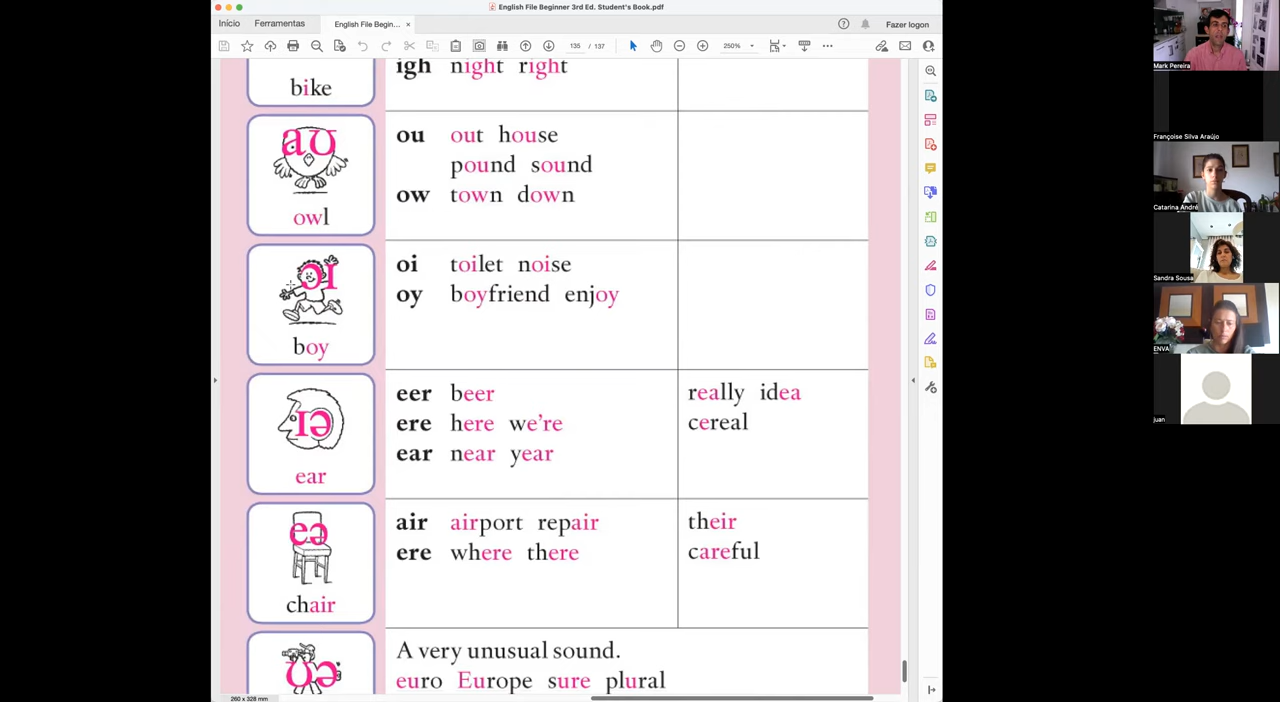 English File Beginner 3rd Ed. Student's Book.pdf
Início Ferramentas English File Begin... × Fazer logon
135 / 137 250%
bike
igh night right
aʊ
owl
ou out house
pound sound
ow town down
ɔɪ
boy
oi toilet noise
oy boyfriend enjoy
ɪə
ear
eer beer
ere here we're
ear near year
really idea
cereal
eə
chair
air airport repair
ere where there
their
careful
ʊə
A very unusual sound.
euro Europe sure plural
260 x 328 mm
Mark Pereira
Françoise Silva Araújo
Catarina André
Sandra Sousa
ENVA
juan